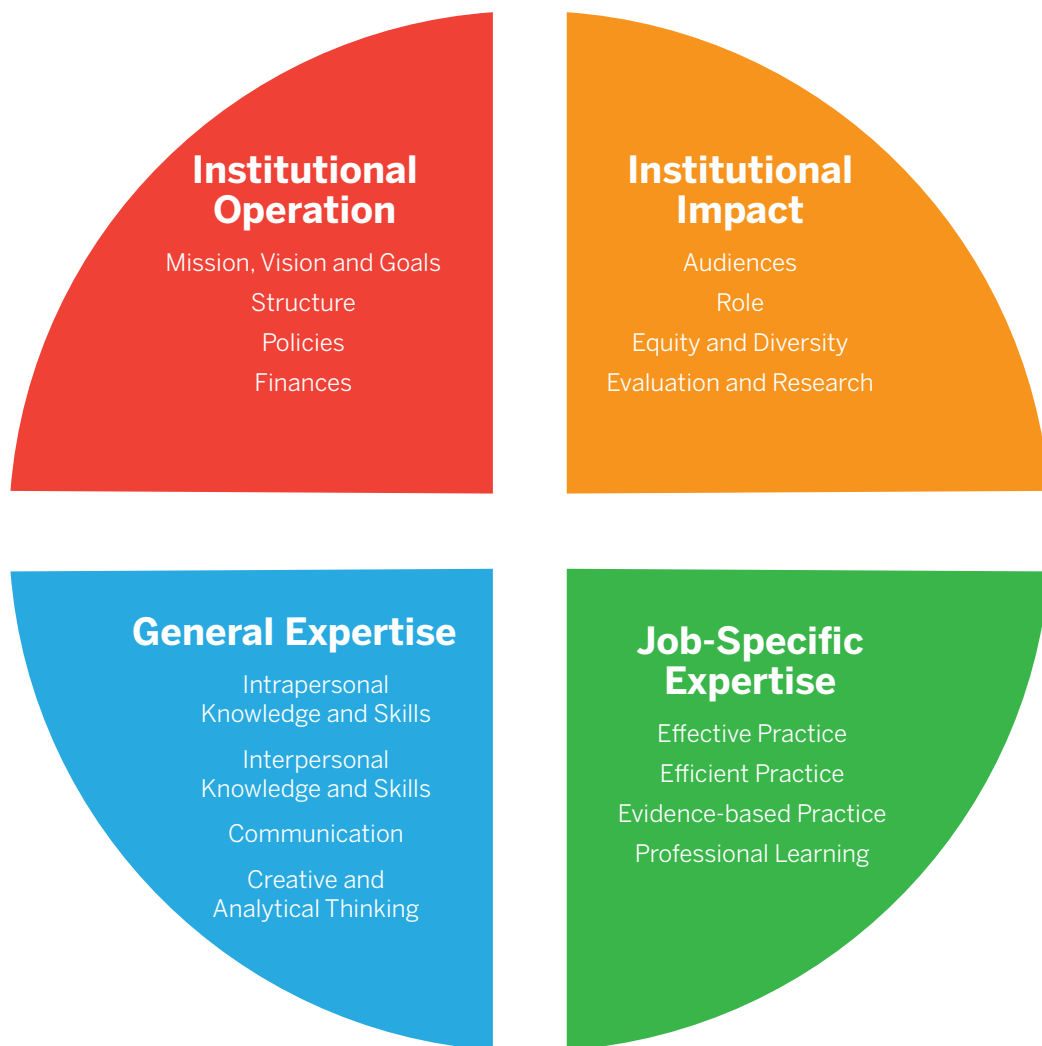 Institutional
Operation
Mission, Vision and Goals
Structure
Policies
Finances
Institutional
Impact
Audiences
Role
Equity and Diversity
Evaluation and Research
General Expertise
Intrapersonal
Knowledge and Skills
Interpersonal
Knowledge and Skills
Communication
Creative and
Analytical Thinking
Job-Specific
Expertise
Effective Practice
Efficient Practice
Evidence-based Practice
Professional Learning